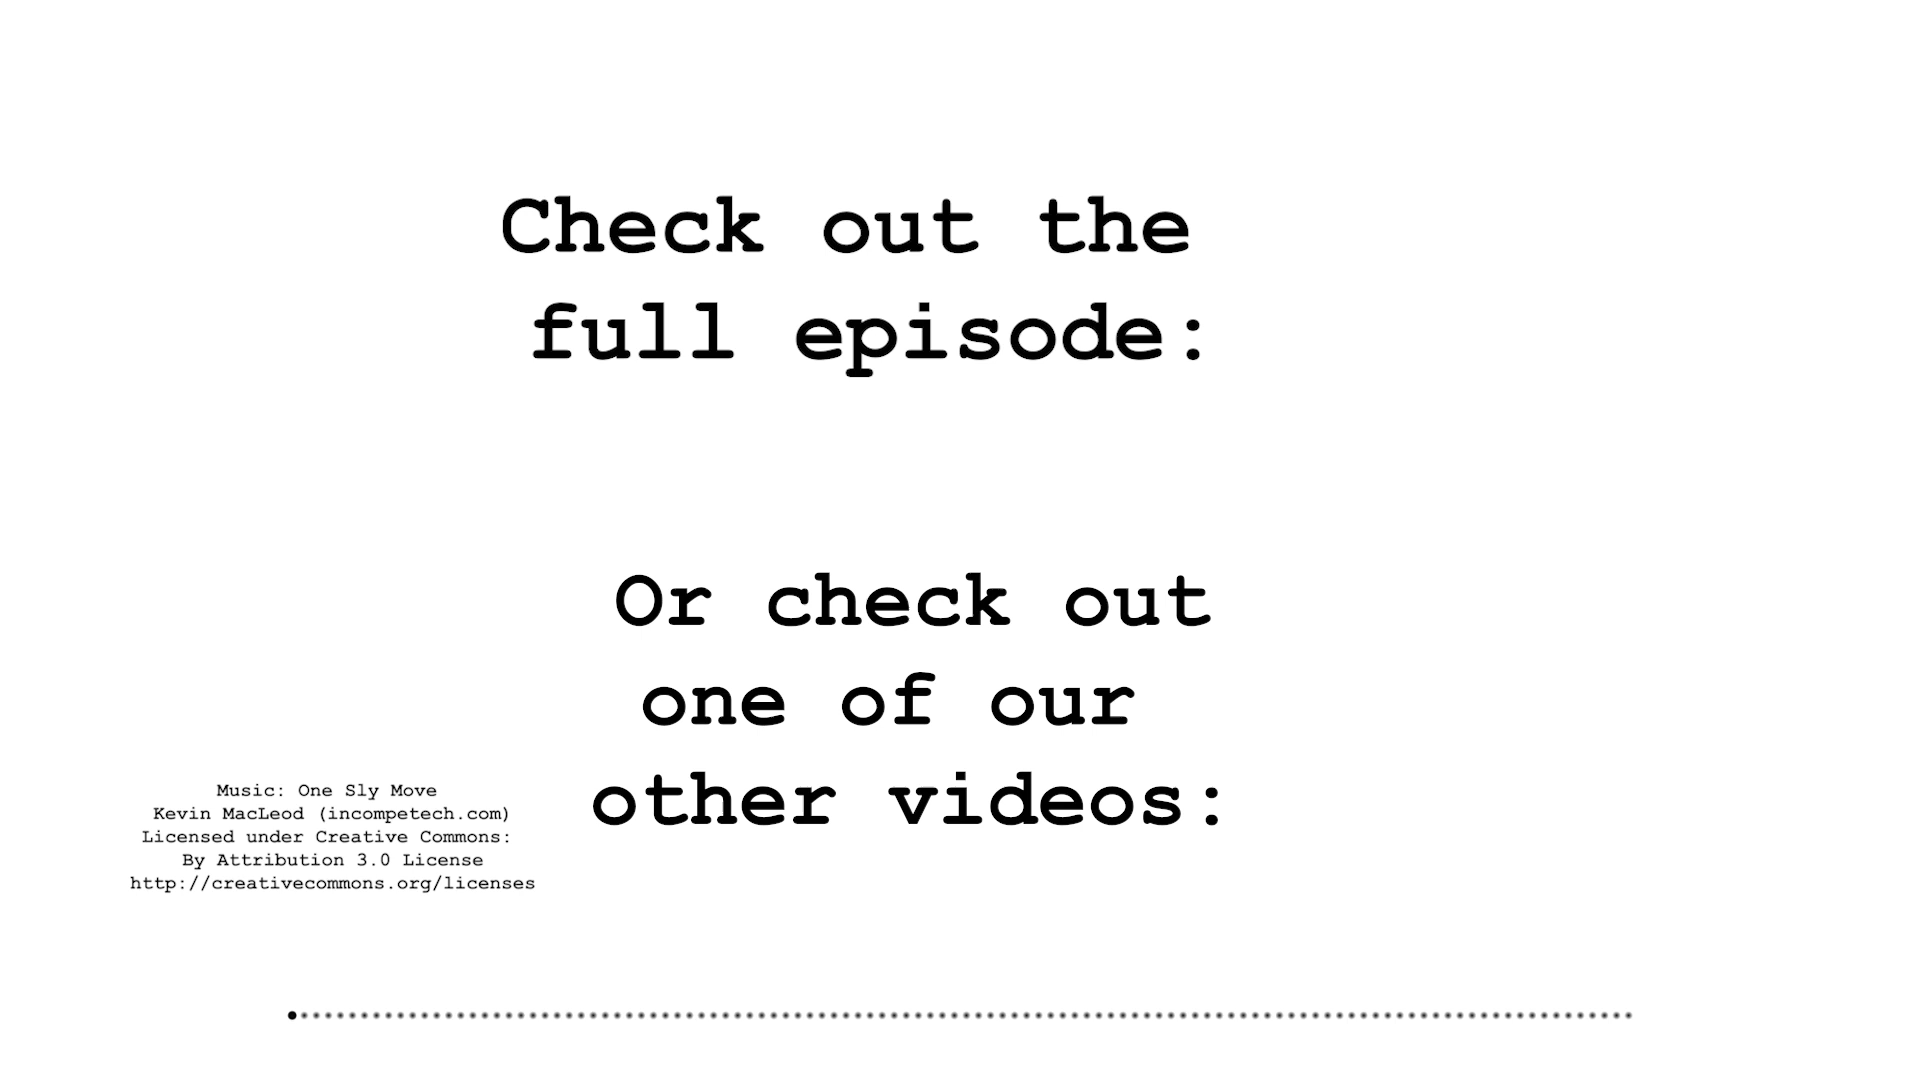 Check out the
full episode:
Or check out
one of our
other videos:
Music: One Sly Move
Kevin MacLeod (incompetech.com)
Licensed under Creative Commons:
By Attribution 3.0 License
http://creativecommons.org/licenses